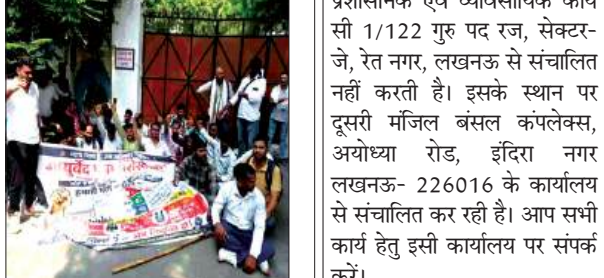 प्रशासनिक एवं व्यावसायिक कार्य
सी 1/122 गुरु पद रज, सेक्टर-
जे, रेत नगर, लखनऊ से संचालित
नहीं करती है। इसके स्थान पर
दूसरी मंजिल बंसल कंपलेक्स,
अयोध्या रोड, इंदिरा नगर
लखनऊ- 226016 के कार्यालय
से संचालित कर रही है। आप सभी
कार्य हेतु इसी कार्यालय पर संपर्क
करें।